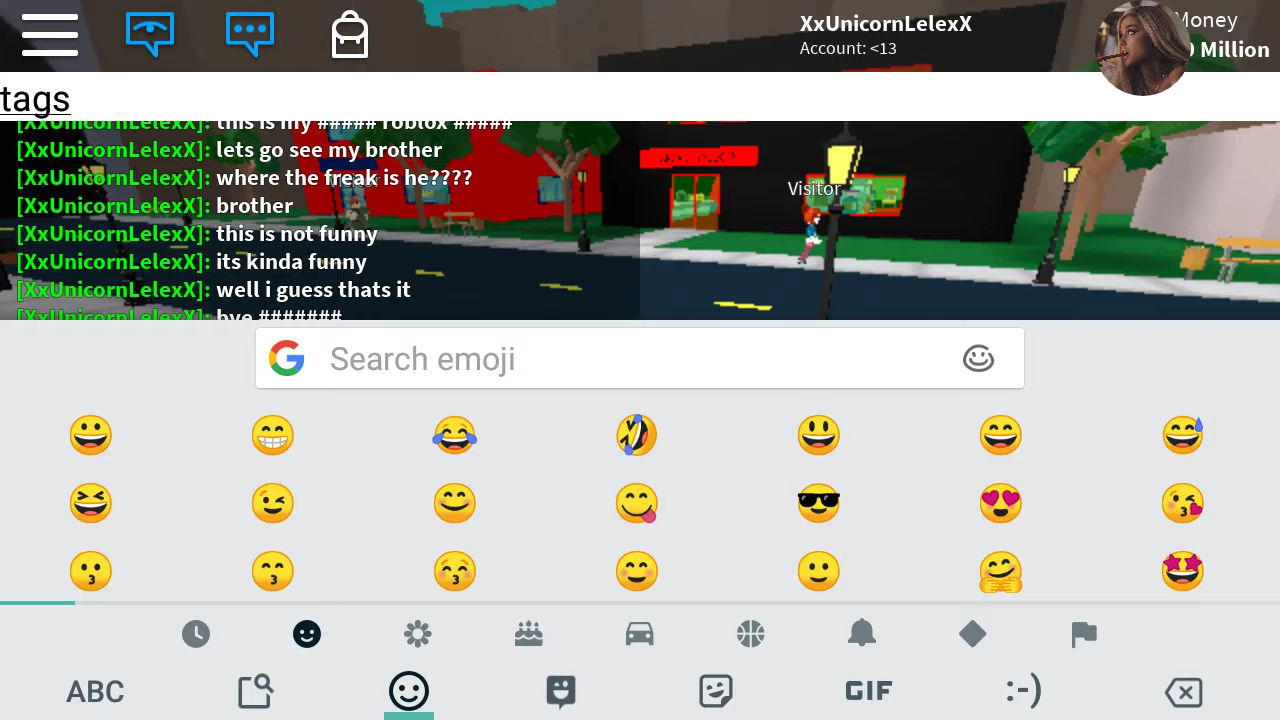 XxUnicornLelexX
Account: <13
Money
Million
tags
[XxUnicornLelexX]: this is my ##### roblox #####
[XxUnicornLelexX]: lets go see my brother
[XxUnicornLelexX]: where the freak is he????
[XxUnicornLelexX]: brother
[XxUnicornLelexX]: this is not funny
[XxUnicornLelexX]: its kinda funny
[XxUnicornLelexX]: well i guess thats it
[XxUnicornLelexX]: bye #######
Visitor
Search emoji
ABC
GIF
:-)